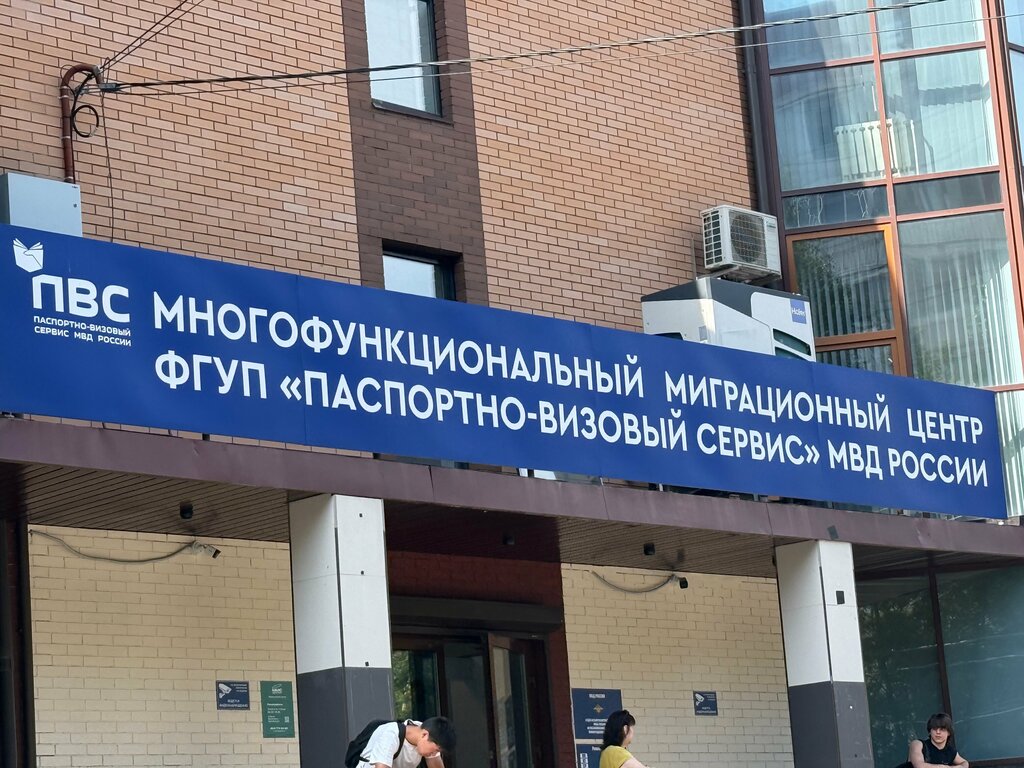 ПВС
ПАСПОРТНО-ВИЗОВЫЙ
СЕРВИС МВД РОССИИ
МНОГОФУНКЦИОНАЛЬНЫЙ МИГРАЦИОННЫЙ ЦЕНТР
ФГУП «ПАСПОРТНО-ВИЗОВЫЙ СЕРВИС» МВД РОССИИ
Haier